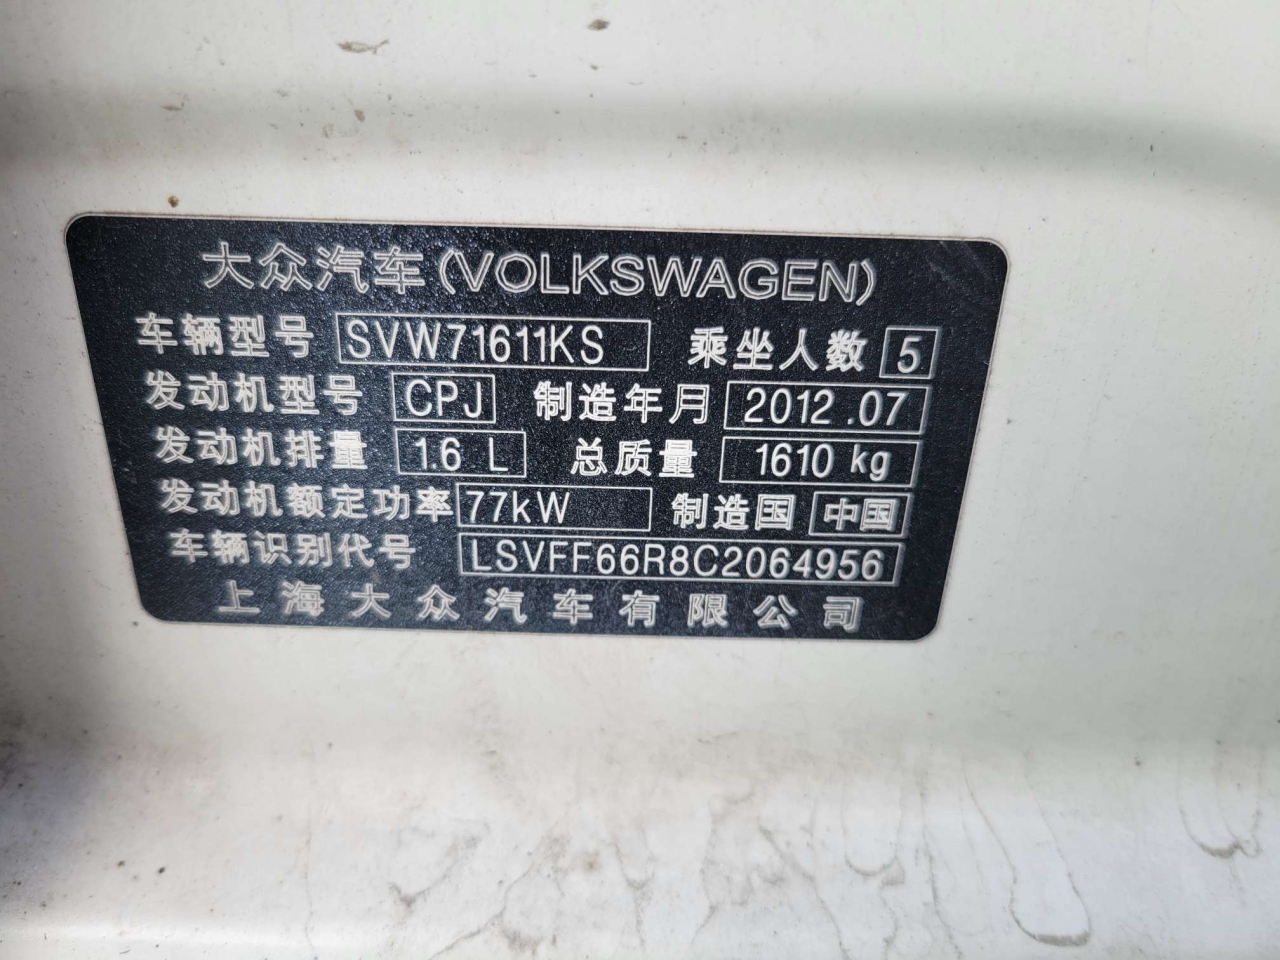 大众汽车(VOLKSWAGEN)
车辆型号 SVW71611KS 乘坐人数 5
发动机型号 CPJ 制造年月 2012.07
发动机排量 1.6 L 总质量 1610 kg
发动机额定功率 77kW 制造国 中国
车辆识别代号 LSVFF66R8C2064956
上海大众汽车有限公司